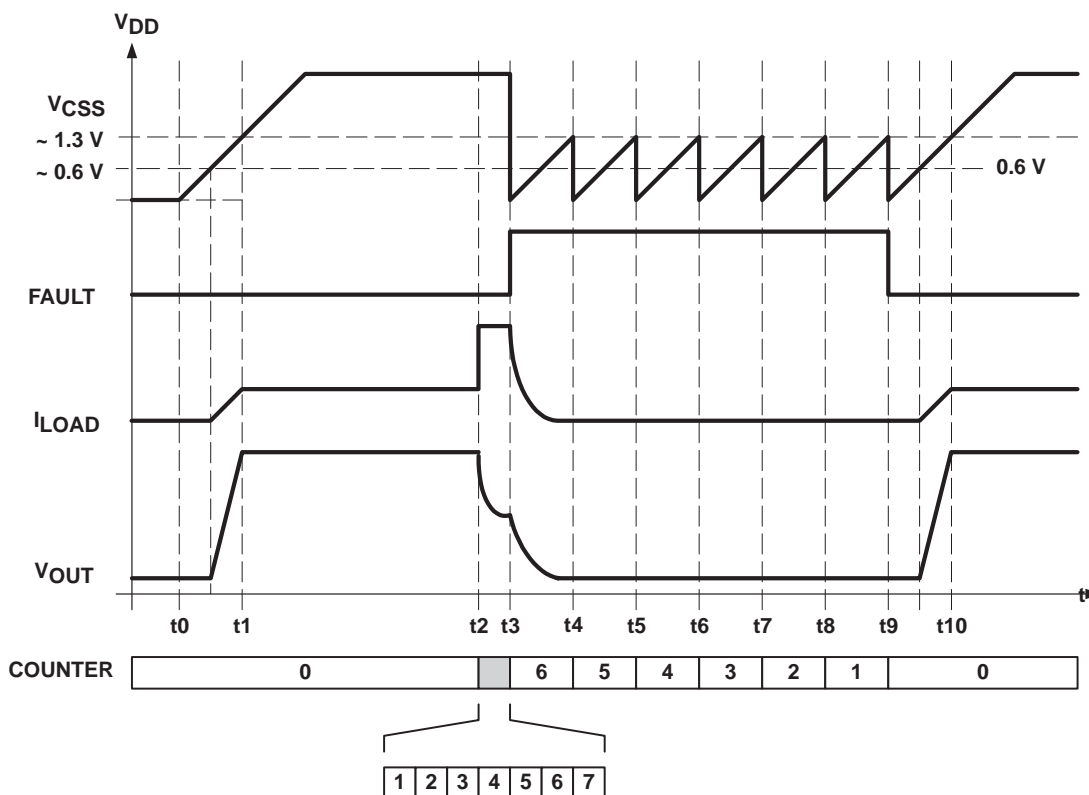 VDD
VCSS
~ 1.3 V
~ 0.6 V
0.6 V
FAULT
ILOAD
VOUT
t
t0 t1 t2 t3 t4 t5 t6 t7 t8 t9 t10
COUNTER 0 6 5 4 3 2 1 0
1 2 3 4 5 6 7